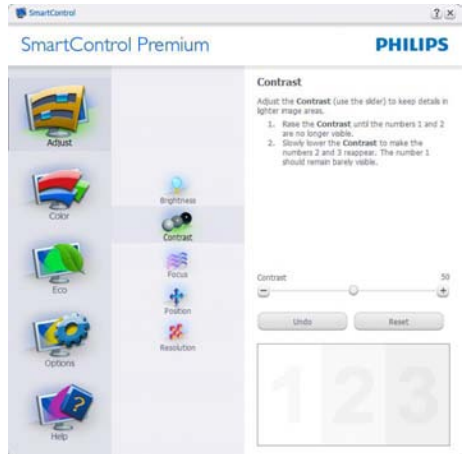 SmartControl
SmartControl Premium
PHILIPS
Adjust
Color
Eco
Options
Help
Brightness
Contrast
Focus
Position
Resolution
Contrast
Adjust the Contrast (use the slider) to keep details in
lighter image areas.
1. Raise the Contrast until the numbers 1 and 2
are no longer visible.
2. Slowly lower the Contrast to make the
numbers 2 and 3 reappear. The number 1
should remain barely visible.
Contrast 50
Undo Reset
1 2 3